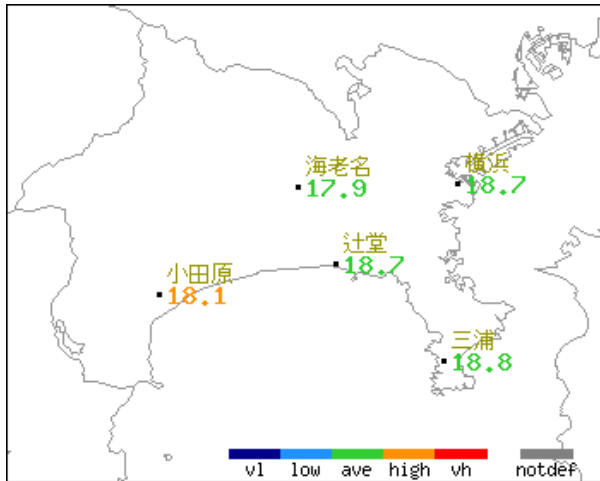 海老名
17.9
横浜
18.7
辻堂
18.7
小田原
18.1
三浦
18.8
vl low ave high vh notdef